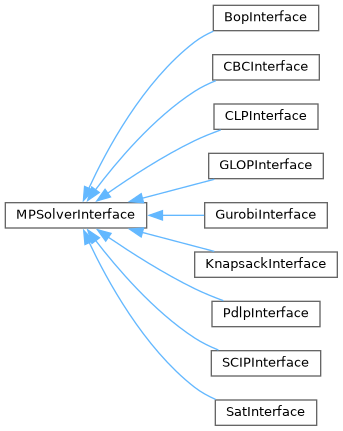 BopInterface
CBCInterface
CLPInterface
GLOPInterface
MPSolverInterface
GurobiInterface
KnapsackInterface
PdlpInterface
SCIPInterface
SatInterface